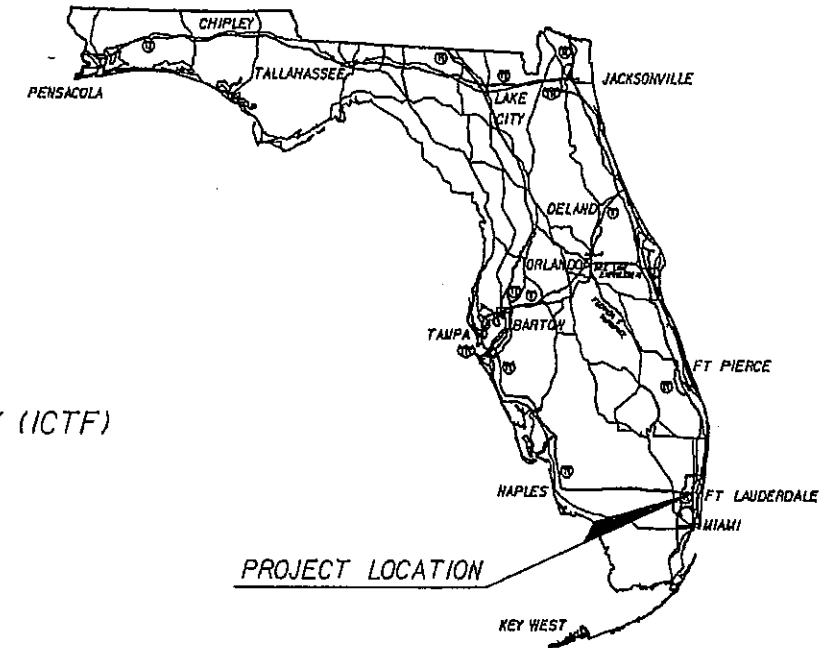 CHIPLEY
TALLAHASSEE
PENSACOLA
LAKE
CITY
JACKSONVILLE
DELAND
ORLANDO
TAMPA
BARTOW
FT PIERCE
Y (ICTF)
NAPLES
FT LAUDERDALE
MIAMI
PROJECT LOCATION
KEY WEST